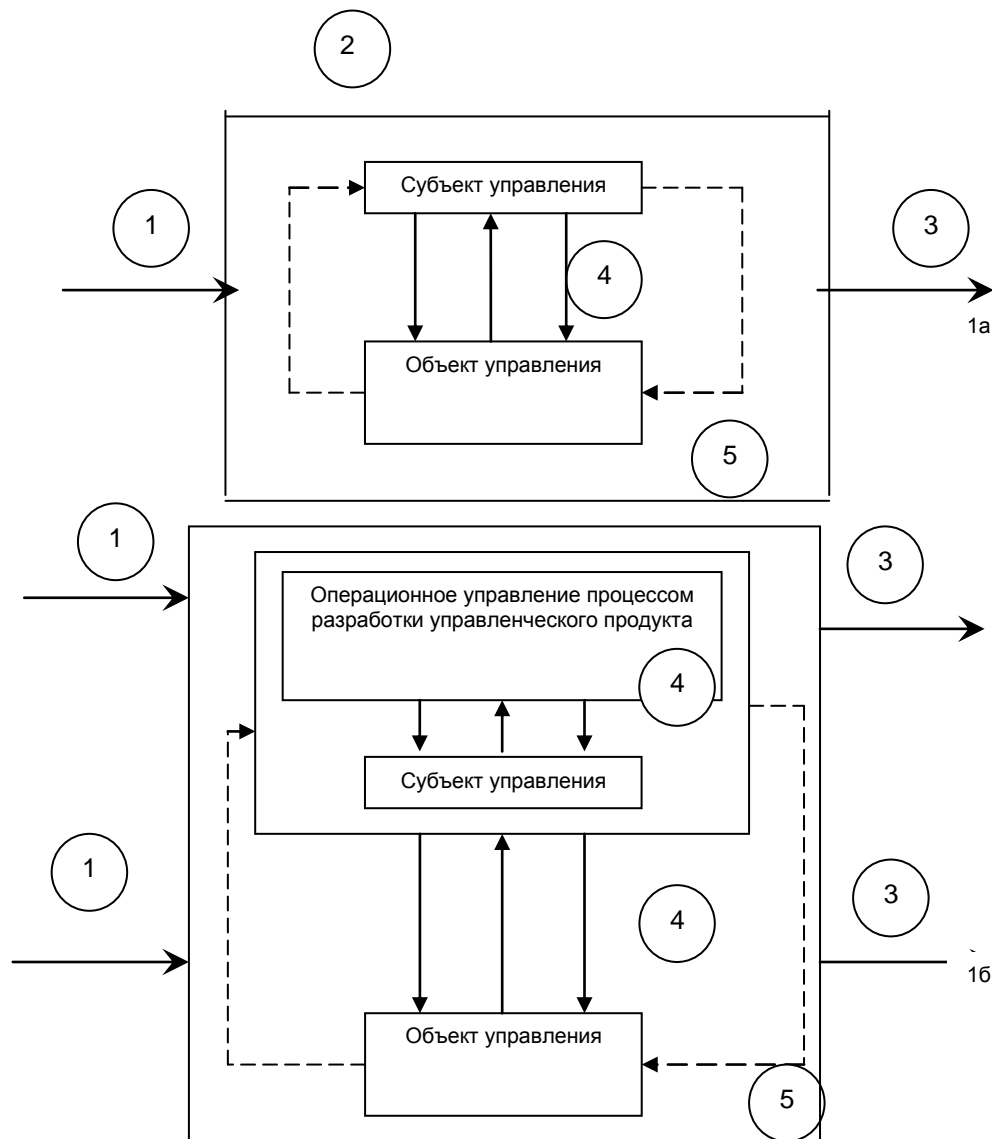 2
Субъект управления
1
3
4
1а
Объект управления
5
1
3
Операционное управление процессом
разработки управленческого продукта
4
Субъект управления
1
3
4
1б
Объект управления
5